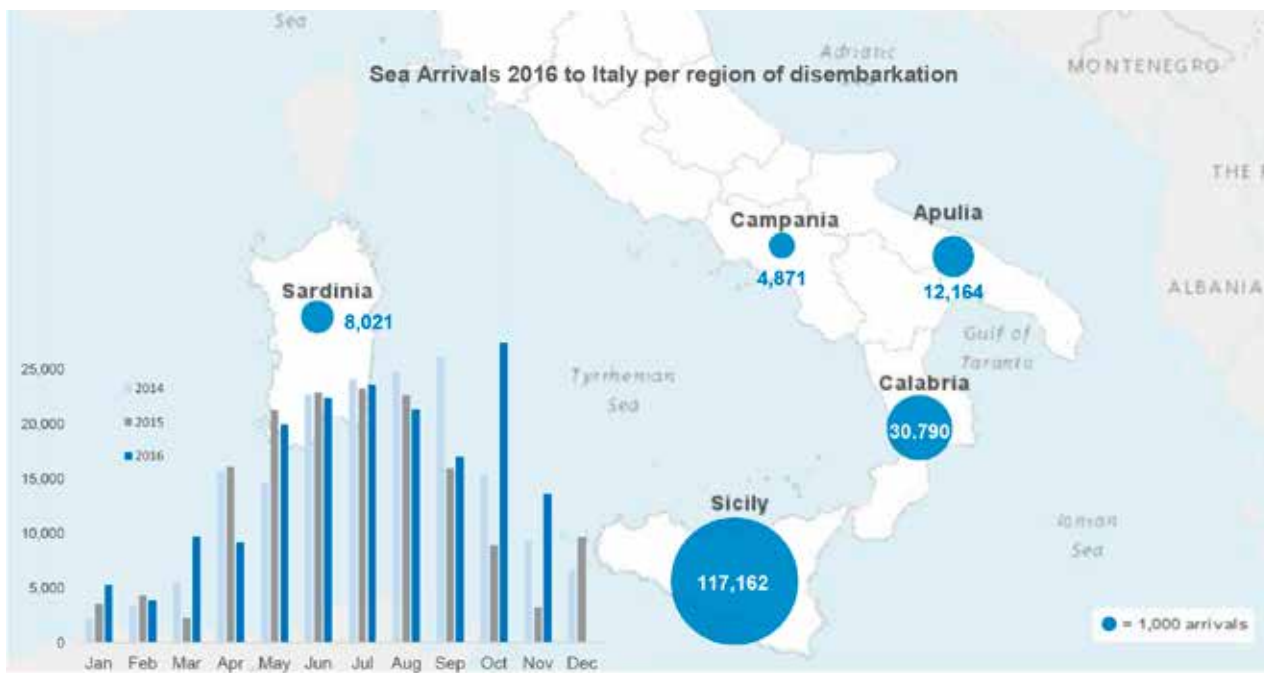 Sea
Adriatic
Sea Arrivals 2016 to Italy per region of disembarkation
MONTENEGRO
THE
Campania
4,871
Apulia
12,164
ALBANIA
Sardinia
8,021
Gulf of
Taranto
Tyrrhenian
Sea
Calabria
30.790
Sicily
117,162
Ionian
Sea
= 1,000 arrivals
25,000
20,000
15,000
10,000
5,000
0
2014
2015
2016
Jan Feb Mar Apr May Jun Jul Aug Sep Oct Nov Dec